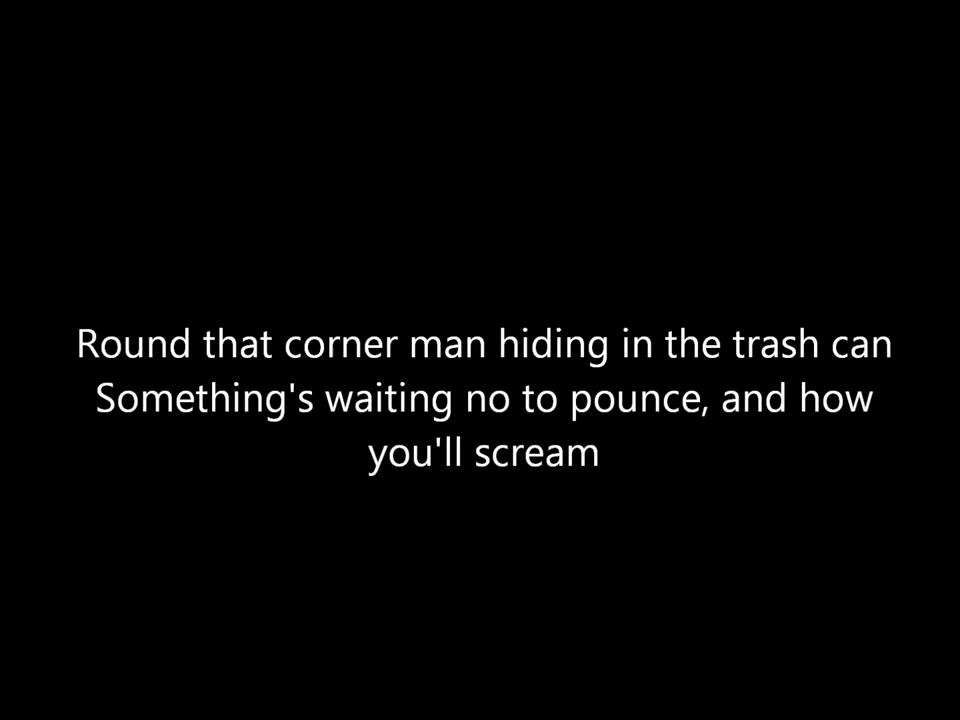 Round that corner man hiding in the trash can
Something's waiting no to pounce, and how
you'll scream